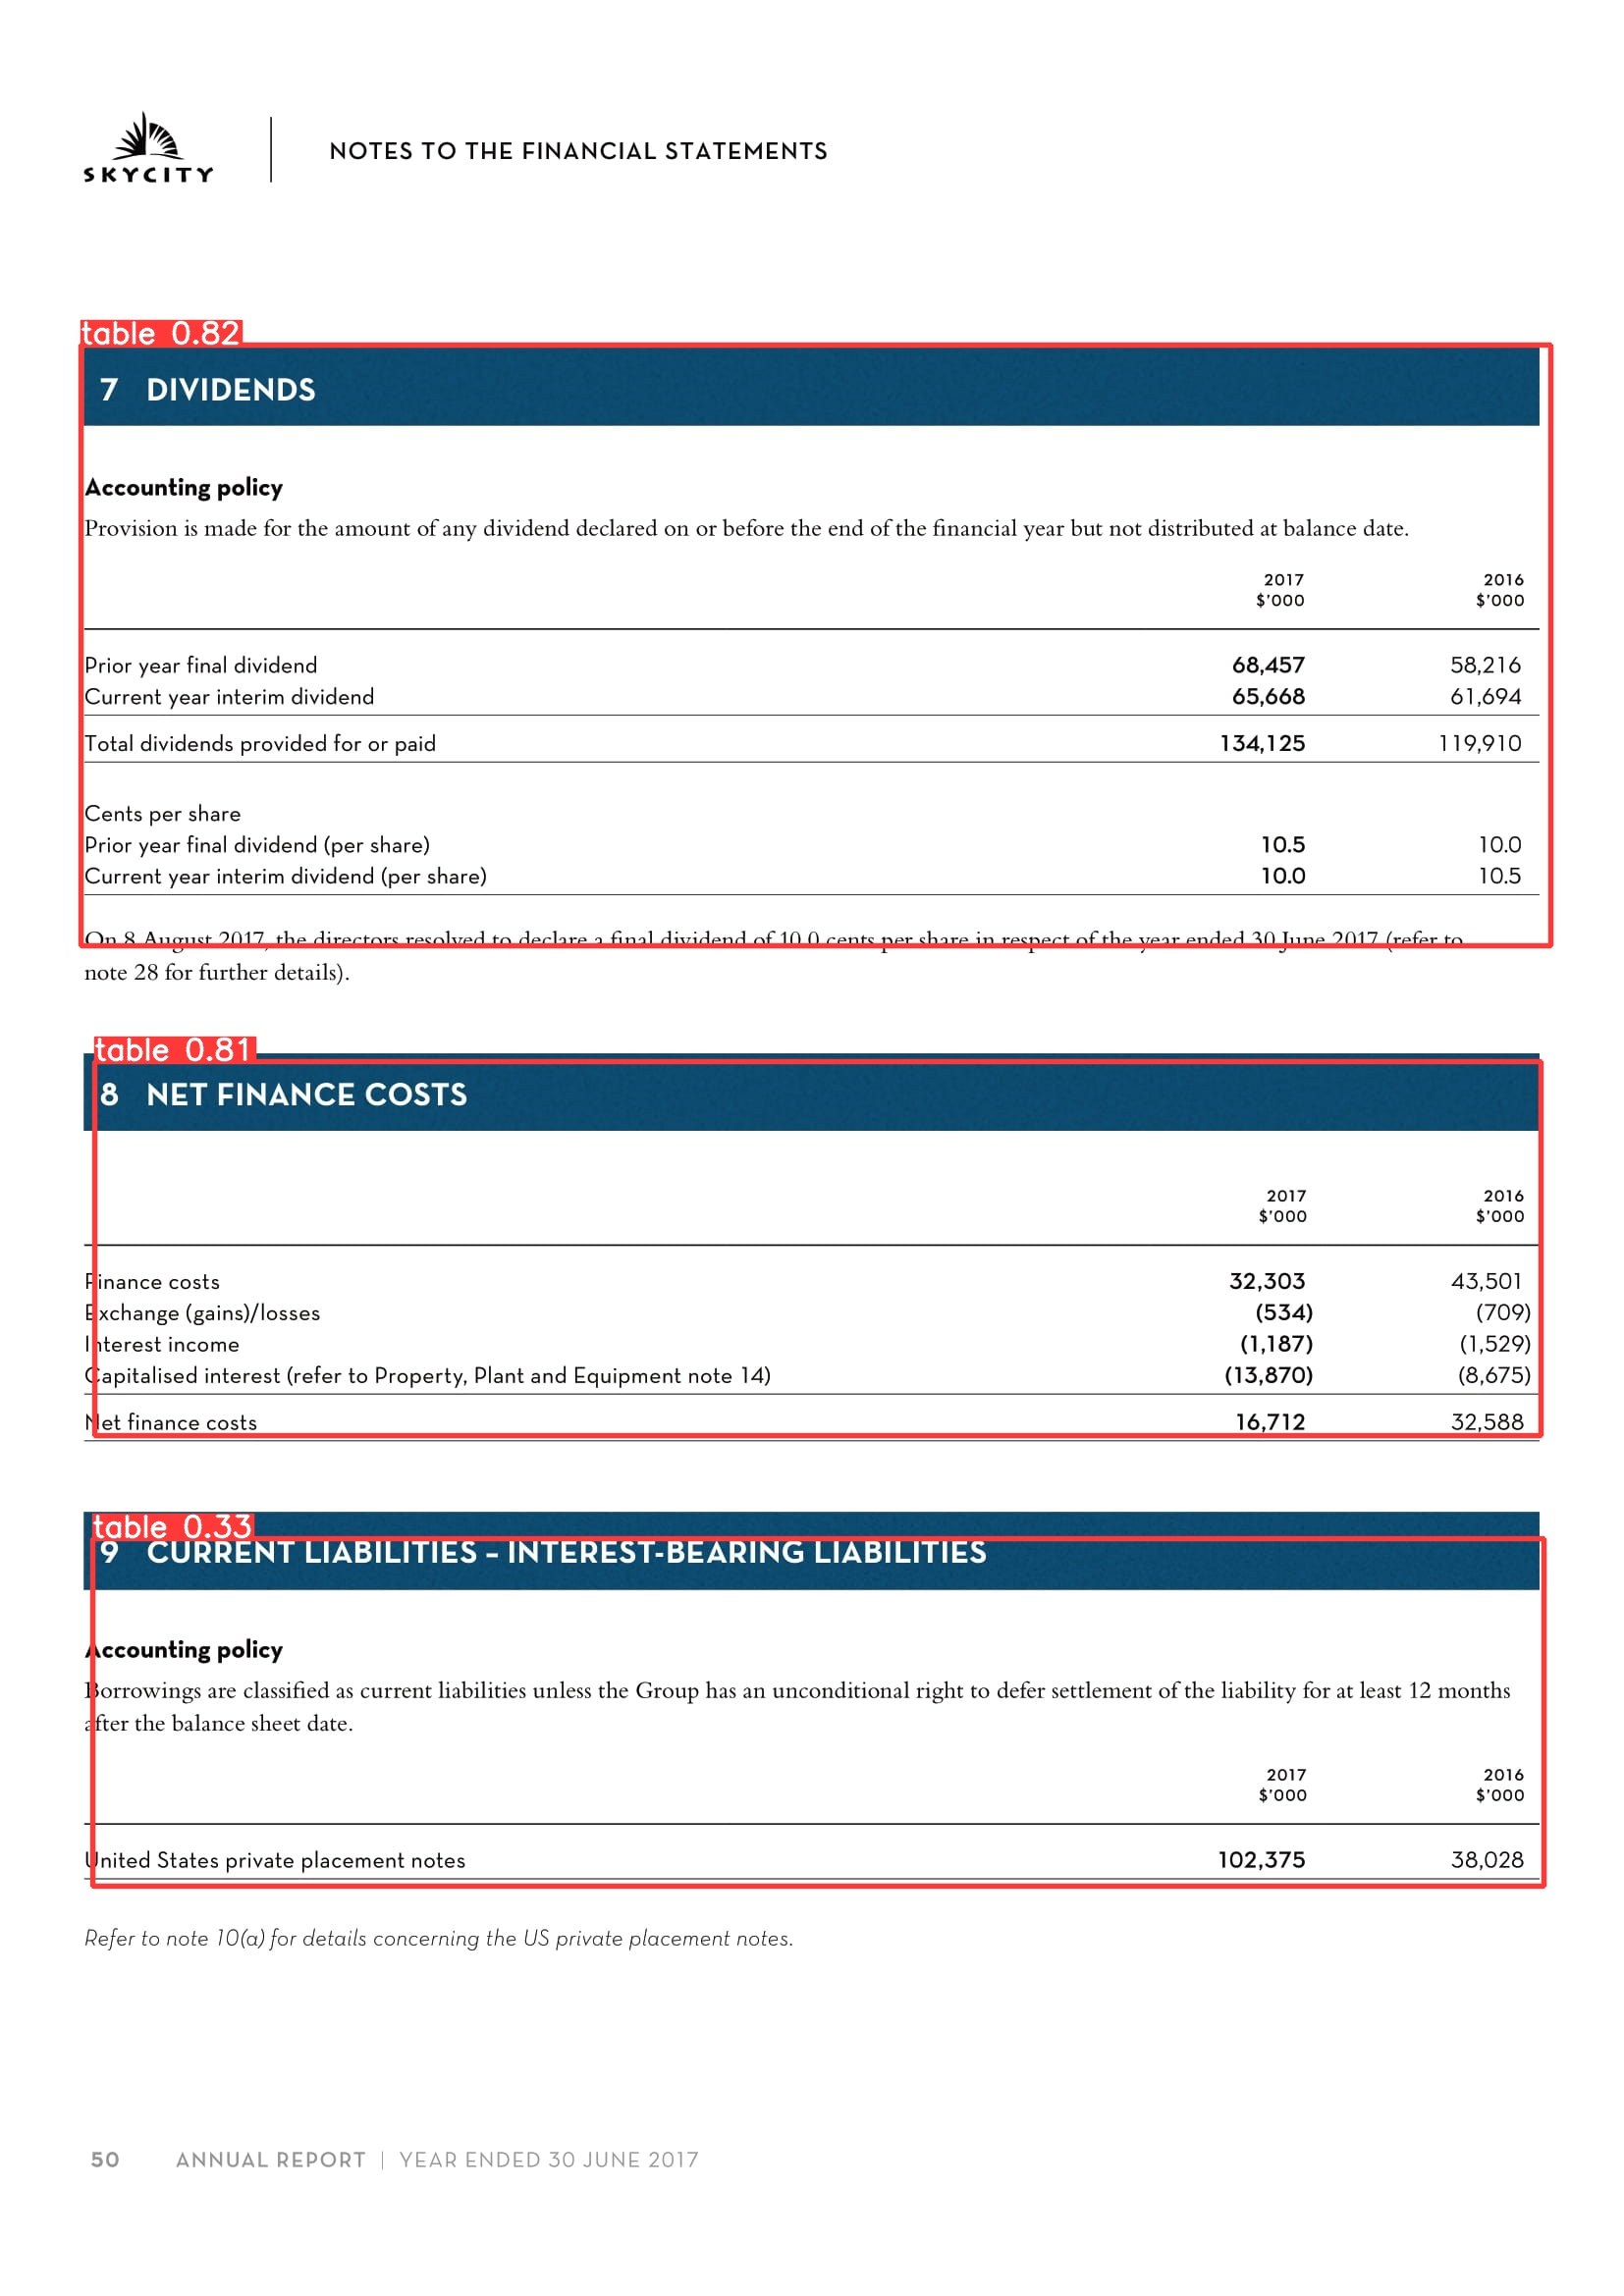 SKYCITY
NOTES TO THE FINANCIAL STATEMENTS
table 0.82
7 DIVIDENDS
Accounting policy
Provision is made for the amount of any dividend declared on or before the end of the financial year but not distributed at balance date.
2017 2016
$'000 $'000
Prior year final dividend 68,457 58,216
Current year interim dividend 65,668 61,694
Total dividends provided for or paid 134,125 119,910
Cents per share
Prior year final dividend (per share) 10.5 10.0
Current year interim dividend (per share) 10.0 10.5
On 8 August 2017, the directors resolved to declare a final dividend of 10.0 cents per share in respect of the year ended 30 June 2017 (refer to
note 28 for further details).
table 0.81
8 NET FINANCE COSTS
2017 2016
$'000 $'000
Finance costs 32,303 43,501
Exchange (gains)/losses (534) (709)
Interest income (1,187) (1,529)
Capitalised interest (refer to Property, Plant and Equipment note 14) (13,870) (8,675)
Net finance costs 16,712 32,588
table 0.33
9 CURRENT LIABILITIES – INTEREST-BEARING LIABILITIES
Accounting policy
Borrowings are classified as current liabilities unless the Group has an unconditional right to defer settlement of the liability for at least 12 months
after the balance sheet date.
2017 2016
$'000 $'000
United States private placement notes 102,375 38,028
Refer to note 10(a) for details concerning the US private placement notes.
50 ANNUAL REPORT | YEAR ENDED 30 JUNE 2017